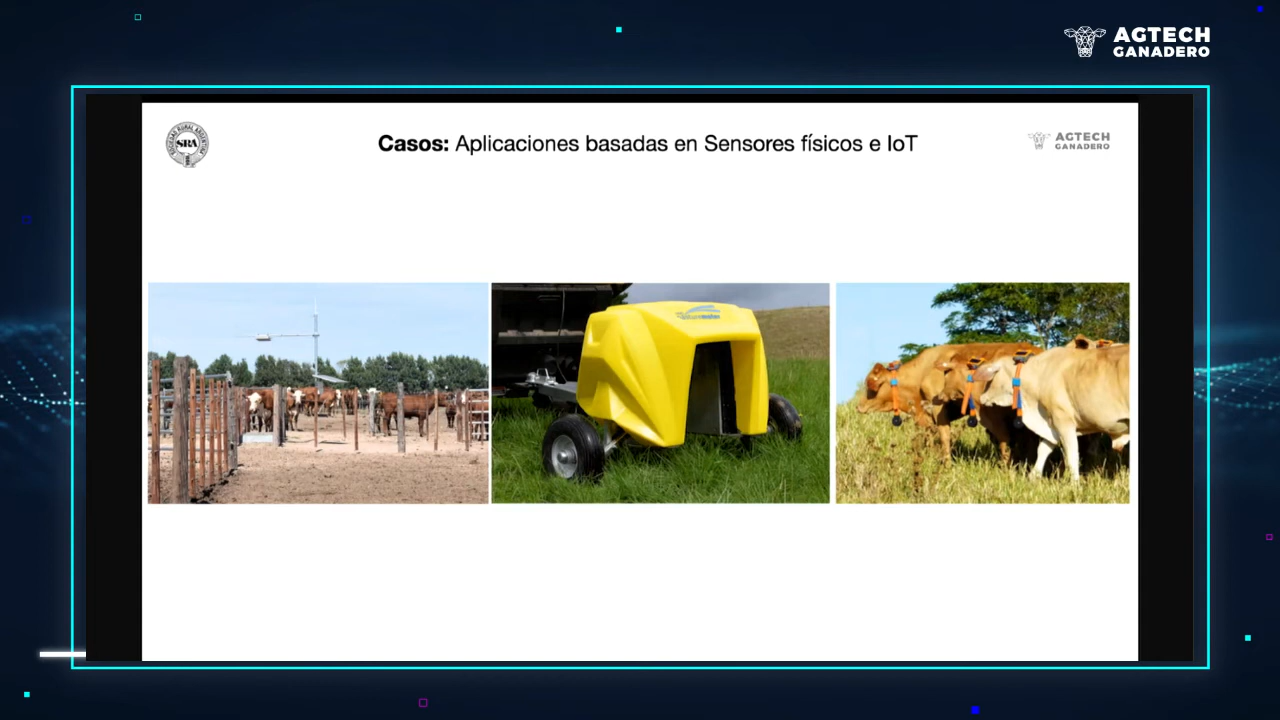 AGTECH
GANADERO
SRA
Casos: Aplicaciones basadas en Sensores físicos e IoT
AGTECH
GANADERO